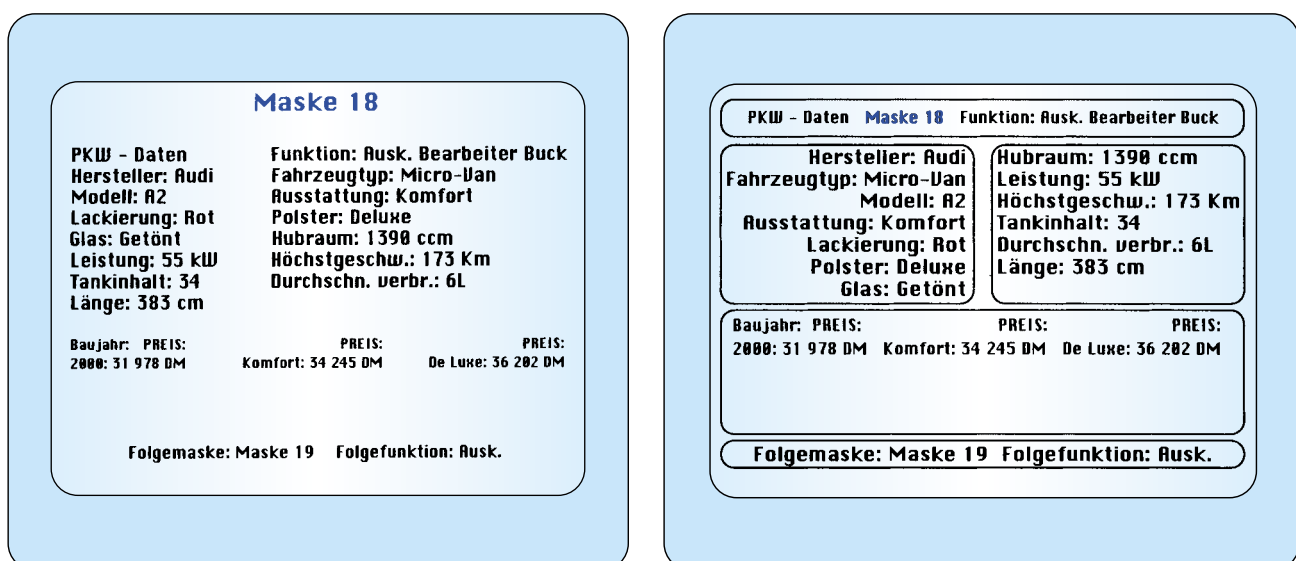 Maske 18
PKW - Daten Funktion: Ausk. Bearbeiter Buck
Hersteller: Audi Fahrzeugtyp: Micro-Van
Modell: A2 Ausstattung: Komfort
Lackierung: Rot Polster: Deluxe
Glas: Getönt Hubraum: 1390 ccm
Leistung: 55 kW Höchstgeschw.: 173 Km
Tankinhalt: 34 Durchschn. verbr.: 6L
Länge: 383 cm
Baujahr: PREIS: PREIS: PREIS:
2000: 31 978 DM Komfort: 34 245 DM De Luxe: 36 202 DM
Folgemaske: Maske 19 Folgefunktion: Ausk.
PKW - Daten Maske 18 Funktion: Ausk. Bearbeiter Buck
Hersteller: Audi
Fahrzeugtyp: Micro-Van
Modell: A2
Ausstattung: Komfort
Lackierung: Rot
Polster: Deluxe
Glas: Getönt
Hubraum: 1390 ccm
Leistung: 55 kW
Höchstgeschw.: 173 Km
Tankinhalt: 34
Durchschn. verbr.: 6L
Länge: 383 cm
Baujahr: PREIS: PREIS: PREIS:
2000: 31 978 DM Komfort: 34 245 DM De Luxe: 36 202 DM
Folgemaske: Maske 19 Folgefunktion: Ausk.